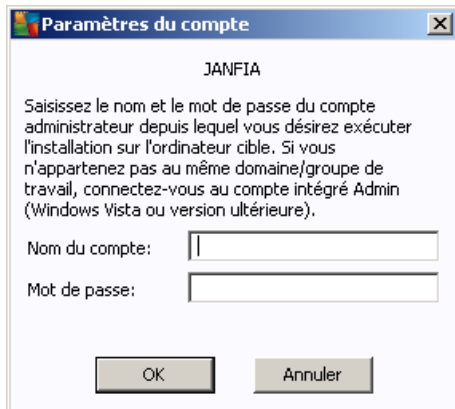 Paramètres du compte
JANFIA
Saisissez le nom et le mot de passe du compte
administrateur depuis lequel vous désirez exécuter
l'installation sur l'ordinateur cible. Si vous
n'appartenez pas au même domaine/groupe de
travail, connectez-vous au compte intégré Admin
(Windows Vista ou version ultérieure).
Nom du compte:
Mot de passe:
OK Annuler